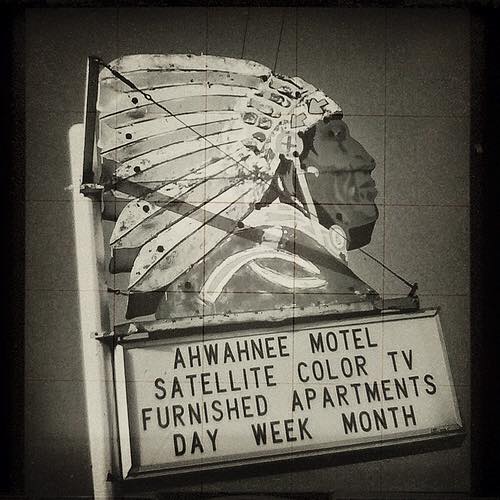 AHWAHNEE MOTEL
SATELLITE COLOR TV
FURNISHED APARTMENTS
DAY WEEK MONTH